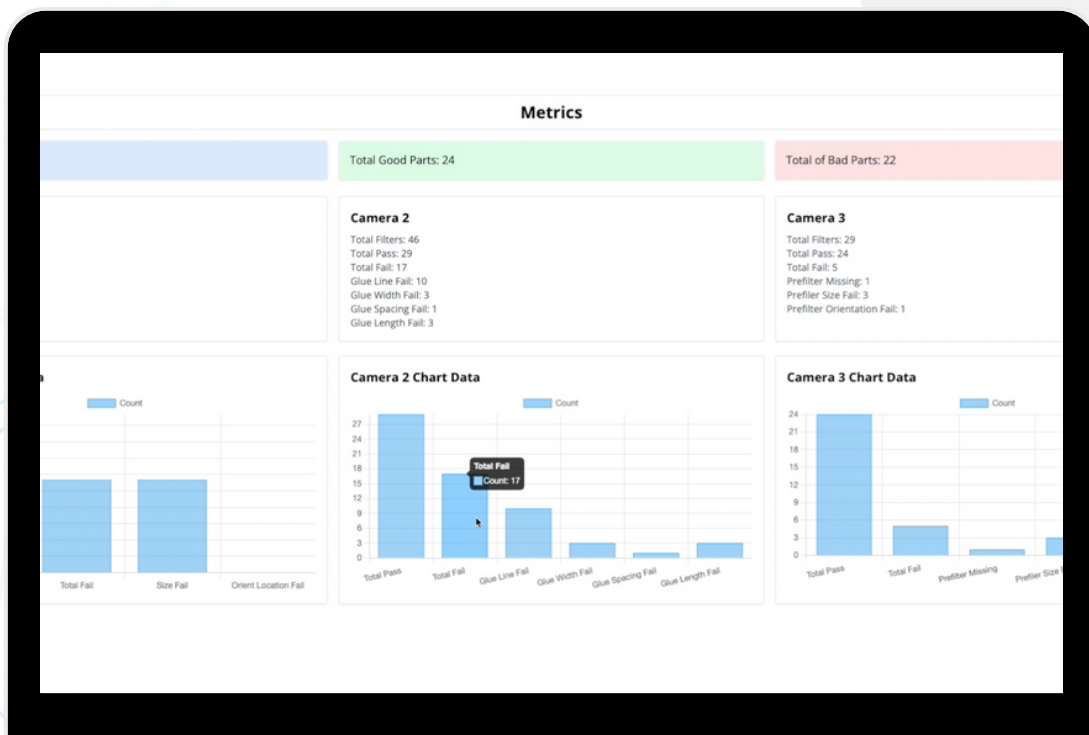 Metrics
Total Good Parts: 24
Total of Bad Parts: 22
Camera 2
Total Filters: 46
Total Pass: 29
Total Fail: 17
Glue Line Fail: 10
Glue Width Fail: 3
Glue Spacing Fail: 1
Glue Length Fail: 3
Camera 3
Total Filters: 29
Total Pass: 24
Total Fail: 5
Prefilter Missing: 1
Prefiler Size Fail: 3
Prefilter Orientation Fail: 1
Count
Total Fail
Size Fail
Orient Location Fail
Camera 2 Chart Data
Count
27
24
21
18
15
12
9
6
3
0
Total Fail
Count: 17
Total Pass
Total Fail
Glue Line Fail
Glue Width Fail
Glue Spacing Fail
Glue Length Fail
Camera 3 Chart Data
Count
24
21
18
15
12
9
6
3
0
Total Pass
Total Fail
Prefilter Missing
Prefiler Size